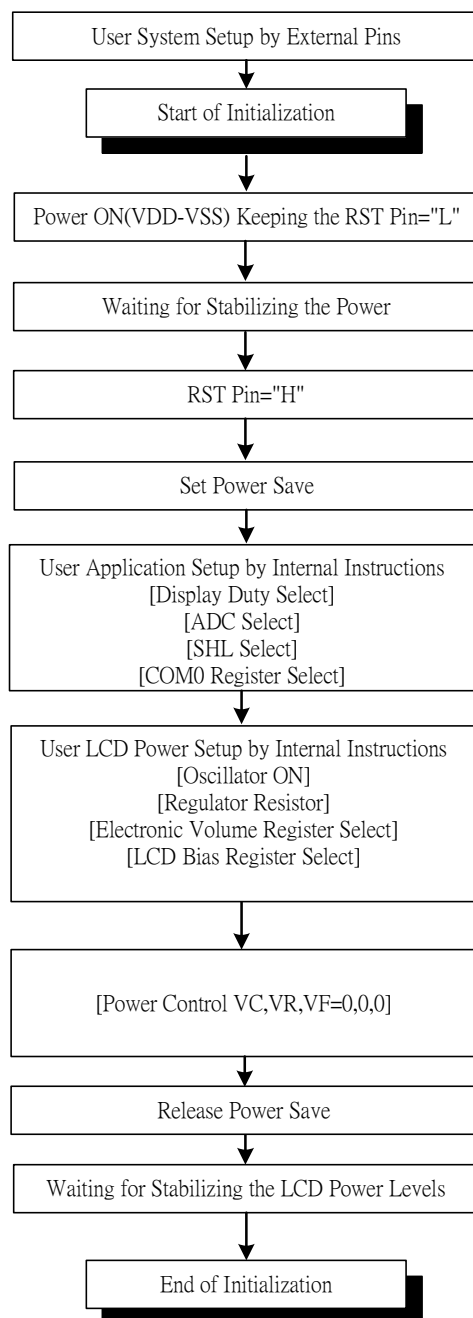 User System Setup by External Pins
Start of Initialization
Power ON(VDD-VSS) Keeping the RST Pin="L"
Waiting for Stabilizing the Power
RST Pin="H"
Set Power Save
User Application Setup by Internal Instructions
[Display Duty Select]
[ADC Select]
[SHL Select]
[COM0 Register Select]
User LCD Power Setup by Internal Instructions
[Oscillator ON]
[Regulator Resistor]
[Electronic Volume Register Select]
[LCD Bias Register Select]
[Power Control VC,VR,VF=0,0,0]
Release Power Save
Waiting for Stabilizing the LCD Power Levels
End of Initialization